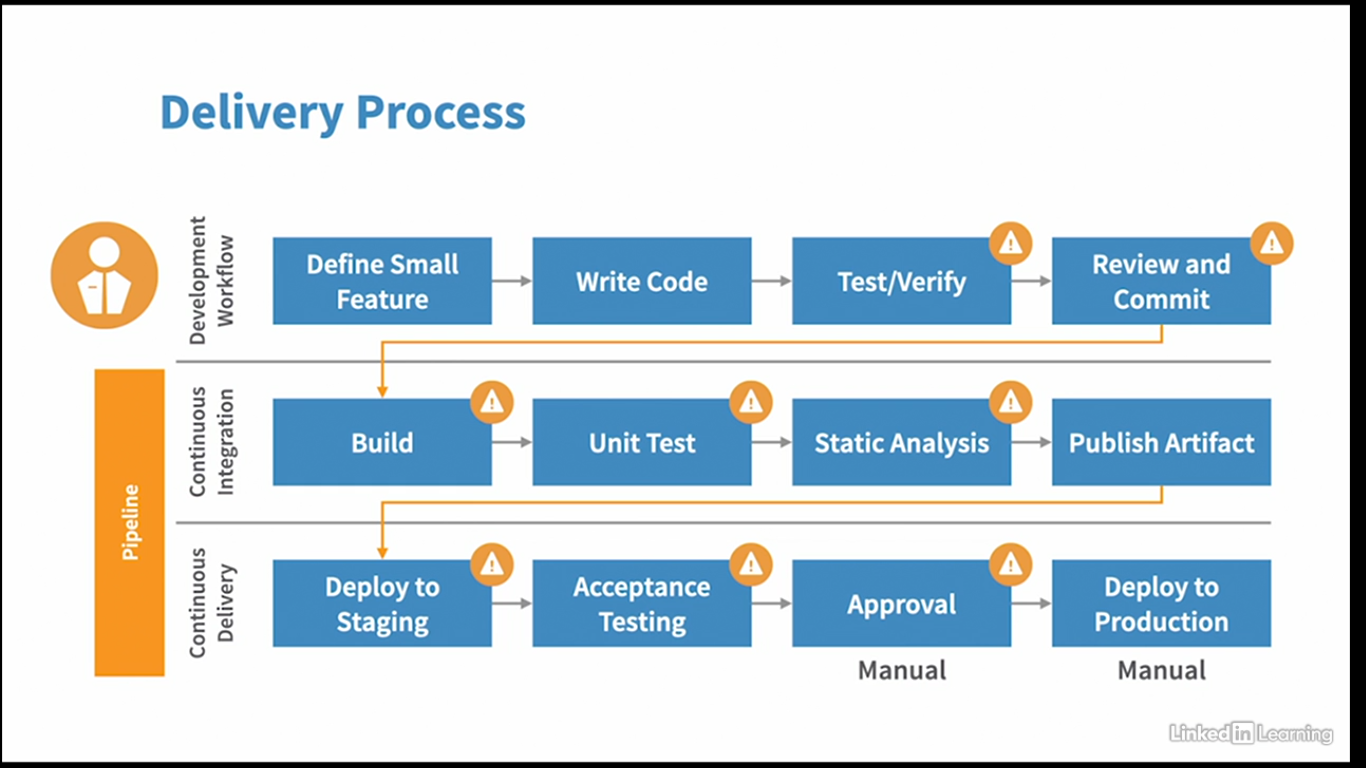 Delivery Process
Development
Workflow
Define Small
Feature
Write Code
Test/Verify
Review and
Commit
Pipeline
Continuous
Integration
Build
Unit Test
Static Analysis
Publish Artifact
Continuous
Delivery
Deploy to
Staging
Acceptance
Testing
Approval
Deploy to
Production
Manual
Manual
Linked in Learning